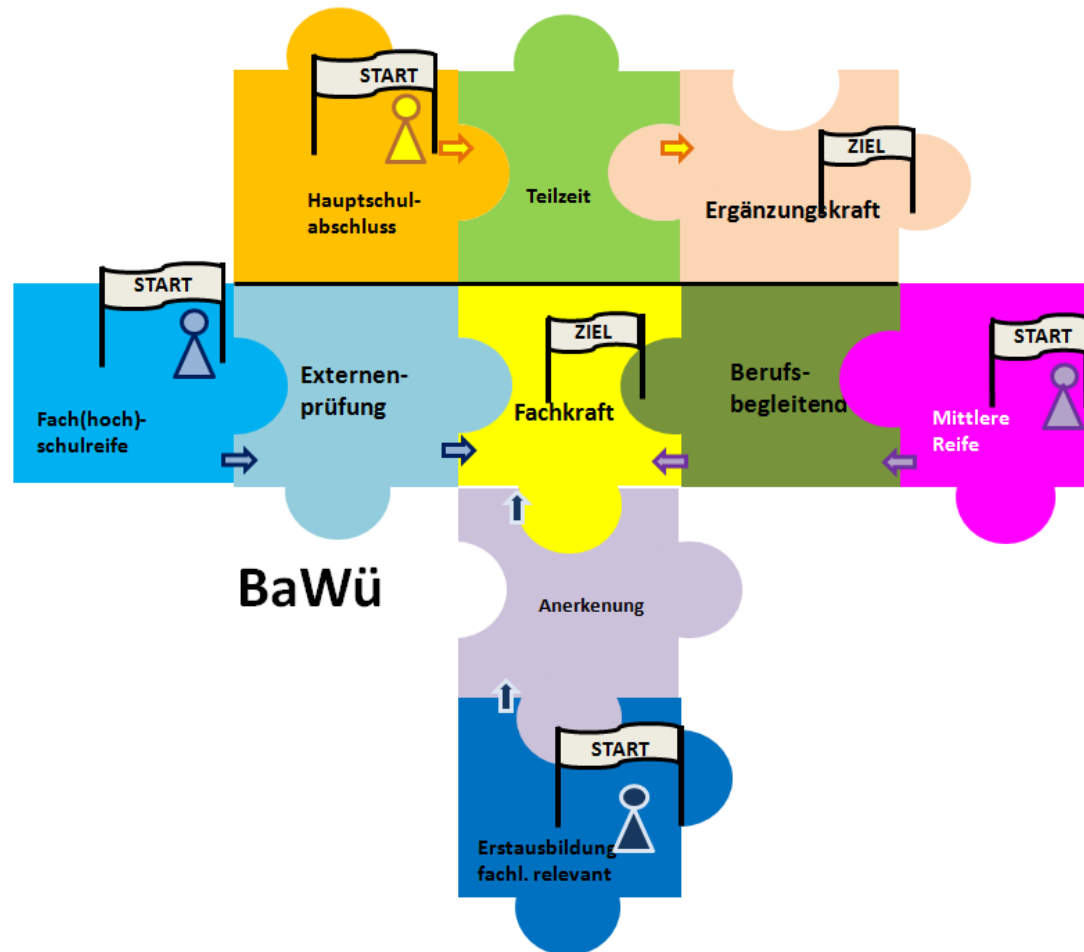 START
Hauptschul-
abschluss
Teilzeit
ZIEL
Ergänzungskraft
START
Fach(hoch)-
schulreife
Externen-
prüfung
ZIEL
Fachkraft
Berufs-
begleitend
START
Mittlere
Reife
BaWü
Anerkenung
START
Erstausbildung
fachl. relevant